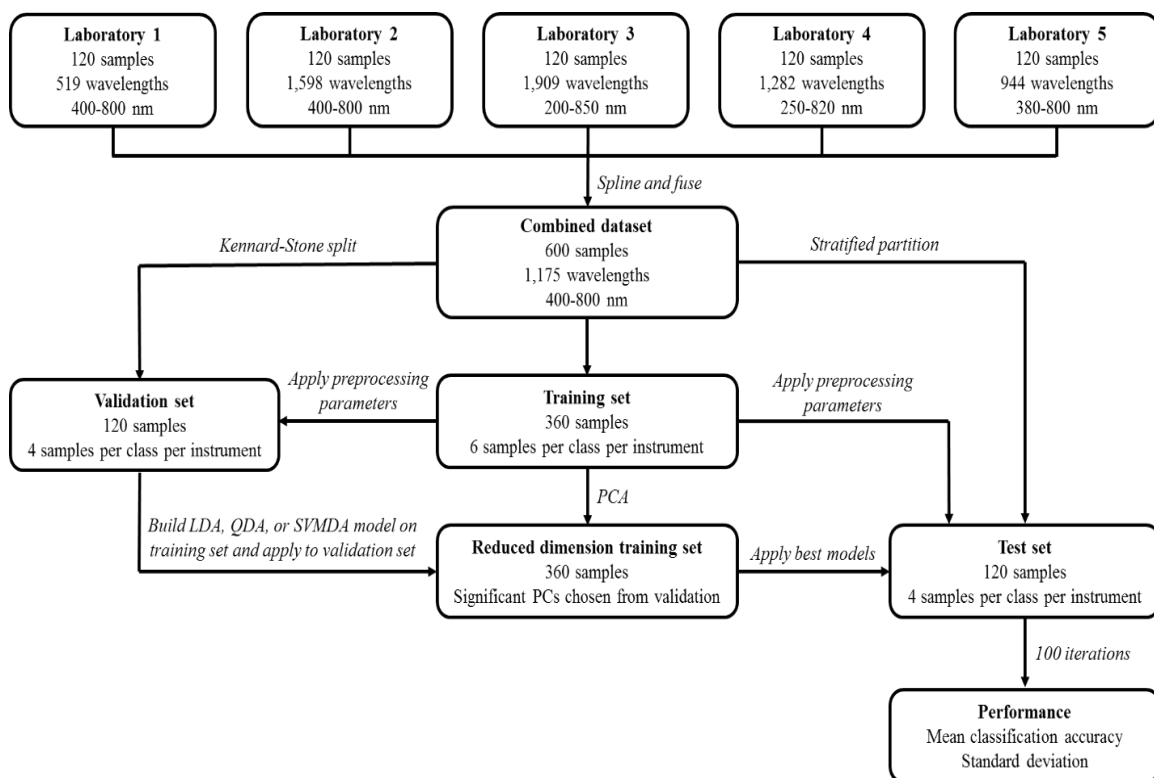 Laboratory 1
120 samples
519 wavelengths
400-800 nm
Laboratory 2
120 samples
1,598 wavelengths
400-800 nm
Laboratory 3
120 samples
1,909 wavelengths
200-850 nm
Laboratory 4
120 samples
1,282 wavelengths
250-820 nm
Laboratory 5
120 samples
944 wavelengths
380-800 nm
Spline and fuse
Combined dataset
600 samples
1,175 wavelengths
400-800 nm
Kennard-Stone split
Stratified partition
Validation set
120 samples
4 samples per class per instrument
Apply preprocessing
parameters
Training set
360 samples
6 samples per class per instrument
Apply preprocessing
parameters
PCA
Build LDA, QDA, or SVMDA model on
training set and apply to validation set
Reduced dimension training set
360 samples
Significant PCs chosen from validation
Apply best models
Test set
120 samples
4 samples per class per instrument
100 iterations
Performance
Mean classification accuracy
Standard deviation